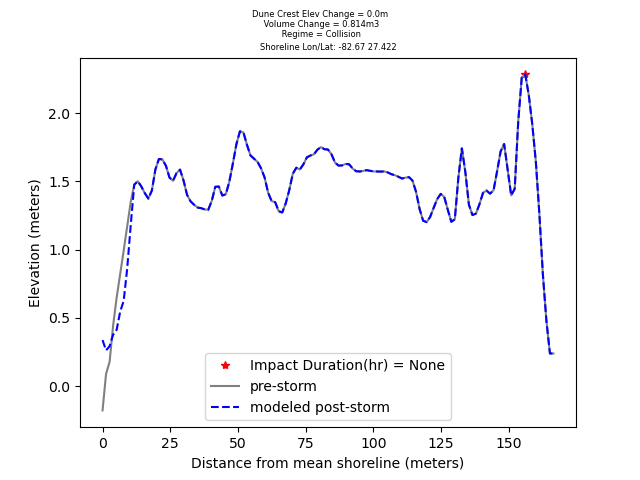 Dune Crest Elev Change = 0.0m
Volume Change = 0.814m3
Regime = Collision
Shoreline Lon/Lat: -82.67 27.422
Elevation (meters)
2.0
1.5
1.0
0.5
0.0
Impact Duration(hr) = None
pre-storm
modeled post-storm
0 25 50 75 100 125 150
Distance from mean shoreline (meters)